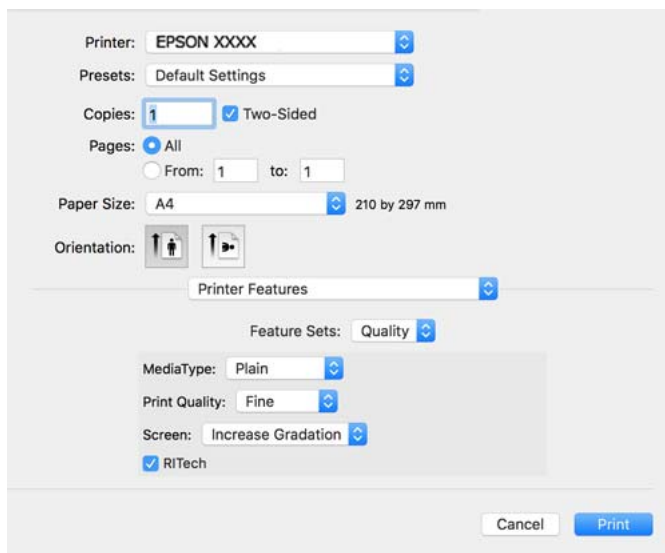 Printer: EPSON XXXX
Presets: Default Settings
Copies: 1 Two-Sided
Pages: All
From: 1 to: 1
Paper Size: A4 210 by 297 mm
Orientation:
Printer Features
Feature Sets: Quality
MediaType: Plain
Print Quality: Fine
Screen: Increase Gradation
RITech
Cancel Print